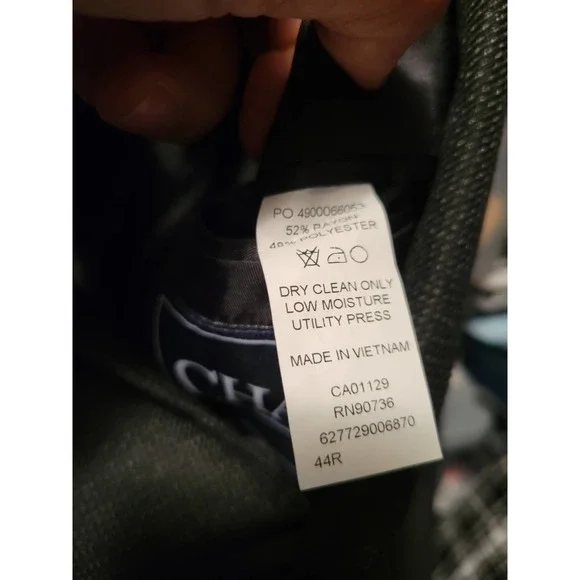 PO 4900066053
52% RAYON
48% POLYESTER
DRY CLEAN ONLY
LOW MOISTURE
UTILITY PRESS
MADE IN VIETNAM
CA01129
RN90736
627729006870
44R
CHA